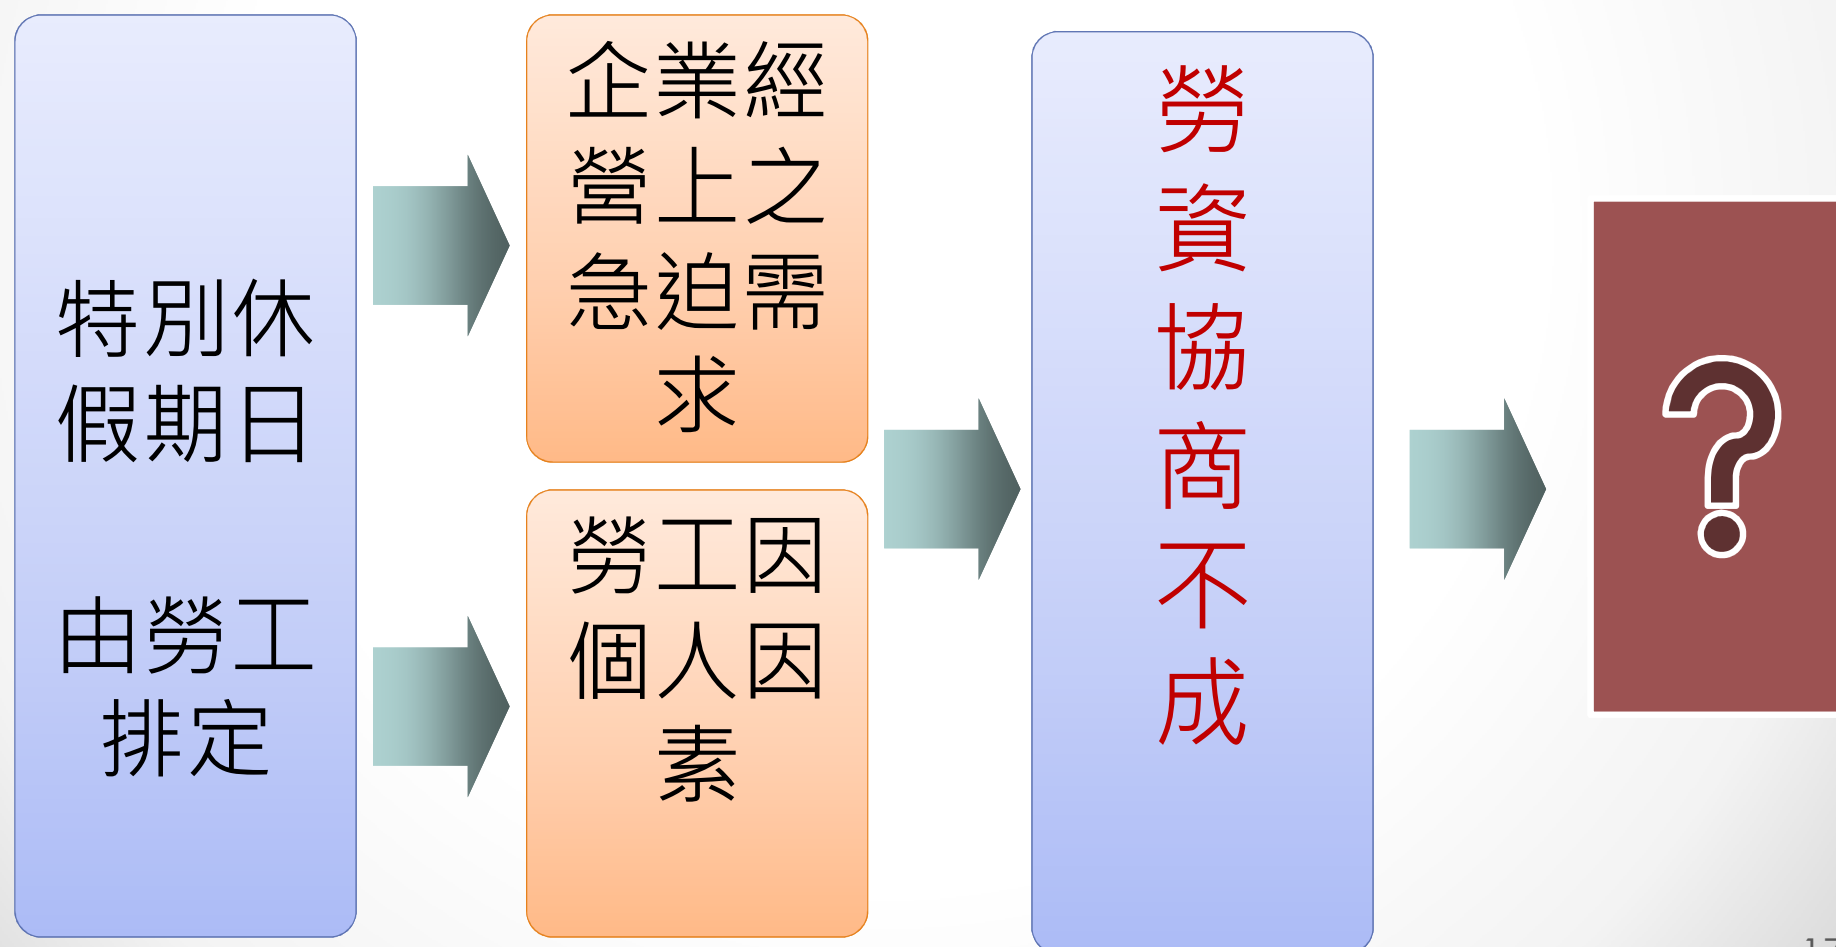 特別休
假期日
由勞工
排定
企業經
營上之
急迫需
求
勞工因
個人因
素
勞
資
協
商
不
成
?